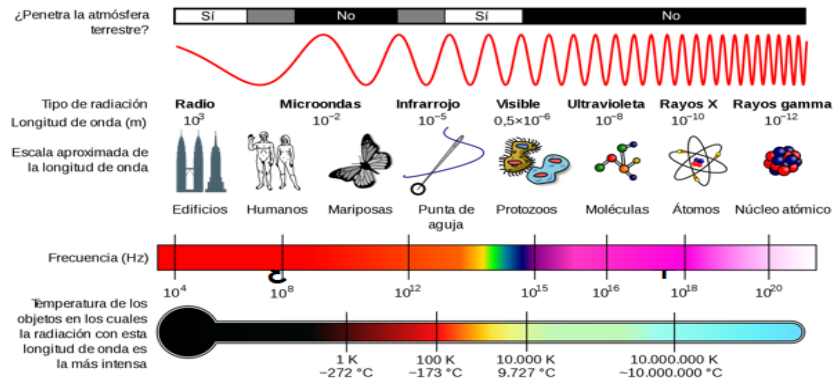 ¿Penetra la atmósfera
terrestre?
Sí No Sí No
Tipo de radiación Radio Microondas Infrarrojo Visible Ultravioleta Rayos X Rayos gamma
Longitud de onda (m) 10³ 10⁻² 10⁻⁵ 0,5×10⁻⁶ 10⁻⁸ 10⁻¹⁰ 10⁻¹²
Escala aproximada de
la longitud de onda
Edificios Humanos Mariposas Punta de
aguja Protozoos Moléculas Átomos Núcleo atómico
Frecuencia (Hz)
10⁴ 10⁸ 10¹² 10¹⁵ 10¹⁶ 10¹⁸ 10²⁰
Temperatura de los
objetos en los cuales
la radiación con esta
longitud de onda es
la más intensa
1 K 100 K 10.000 K 10.000.000 K
−272 °C −173 °C 9.727 °C ~10.000.000 °C